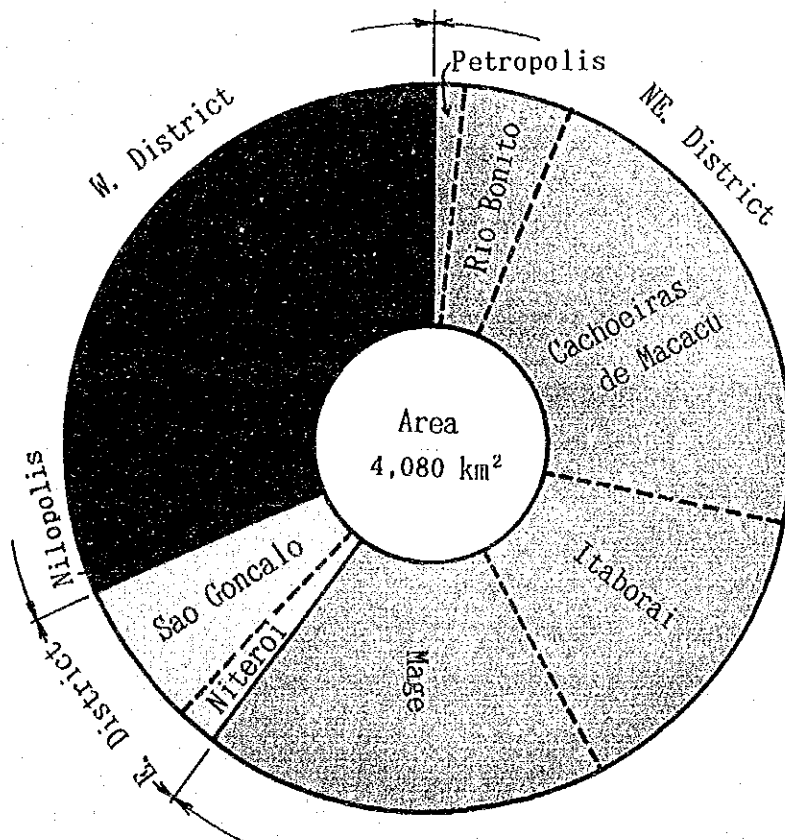 Petropolis
W. District
NE. District
Rio Bonito
Cachoeiras
de Macacu
Area
4,080 km²
Nilopolis
Itaborai
Sao Goncalo
Niteroi
Mage
E. District